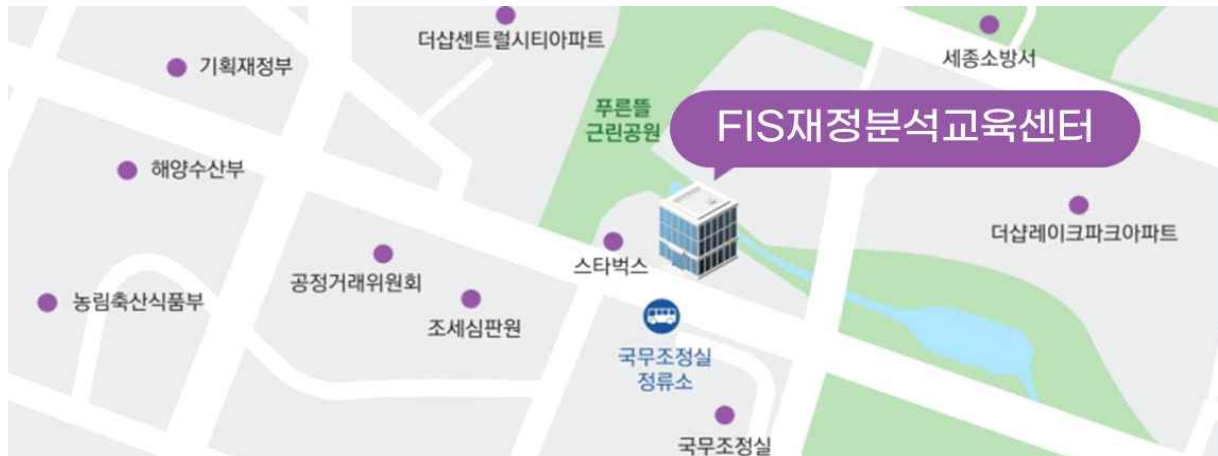 더샵센트럴시티아파트
세종소방서
기획재정부
푸른뜰
근린공원
FIS재정분석교육센터
해양수산부
더샵레이크파크아파트
스타벅스
공정거래위원회
농림축산식품부
조세심판원
국무조정실
정류소
국무조정실